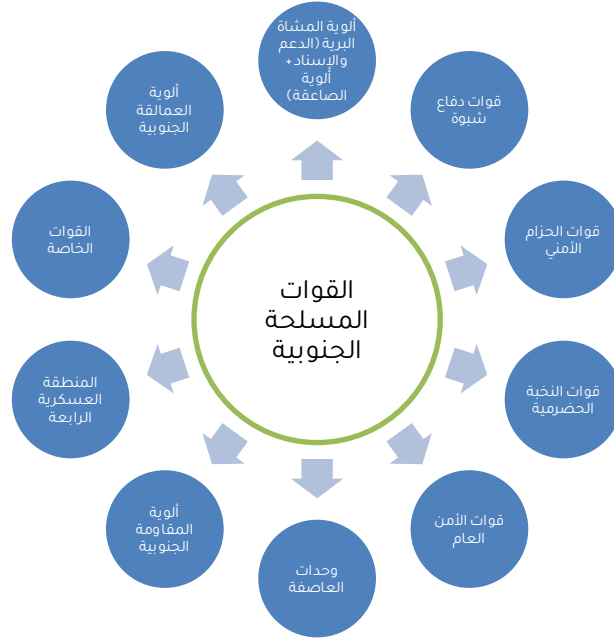 ألوية المشاة
البرية (الدعم
والإسناد +
ألوية
الصاعقة)
قوات دفاع
شبوة
قوات الحزام
الأمني
قوات النخبة
الحضرمية
قوات الأمن
العام
وحدات
العاصفة
ألوية
المقاومة
الجنوبية
المنطقة
العسكرية
الرابعة
القوات
الخاصة
ألوية
العمالقة
الجنوبية
القوات
المسلحة
الجنوبية